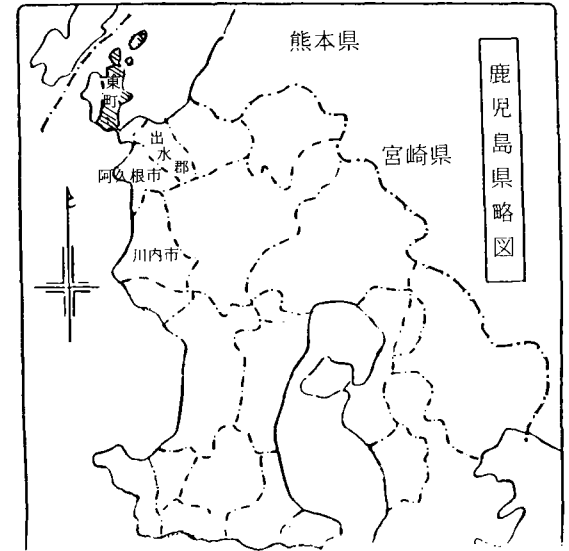 鹿児島県略図
熊本県
宮崎県
東町
出水郡
阿久根市
川内市